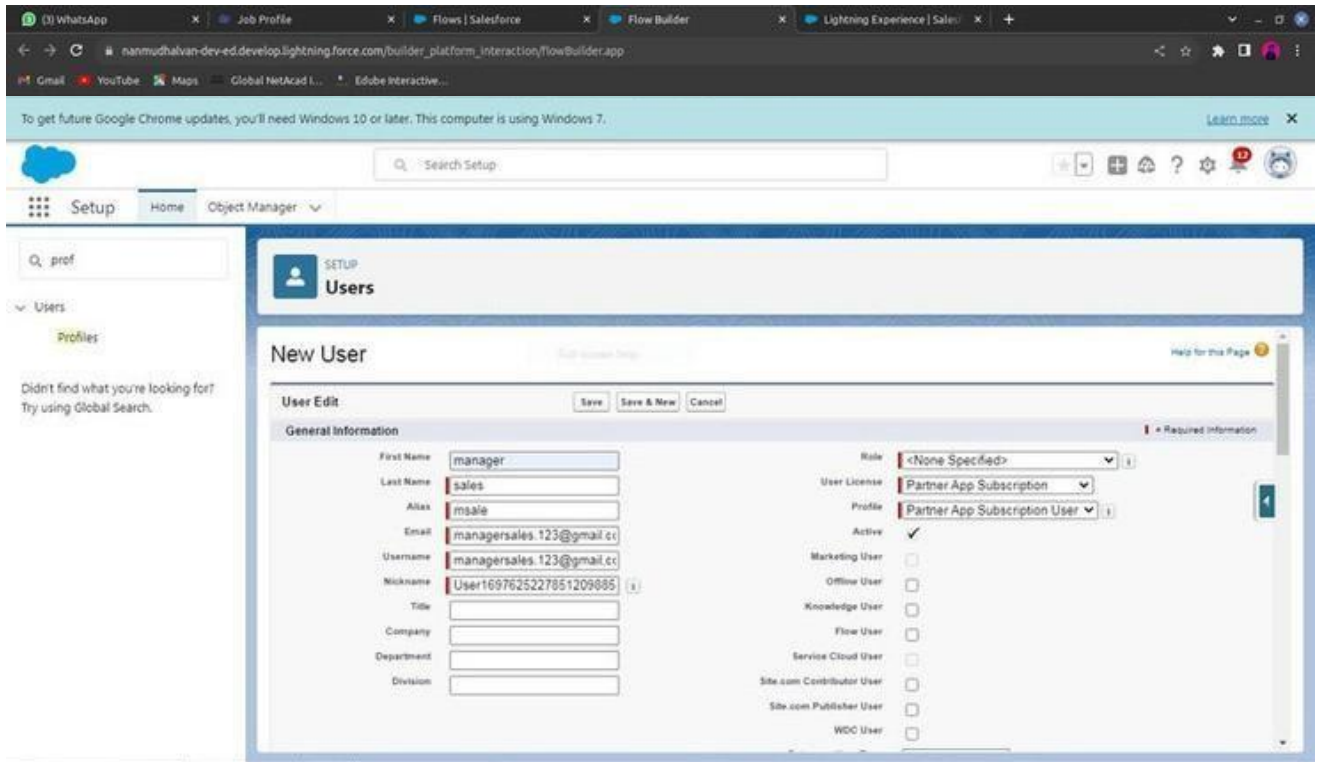 (3) WhatsApp
Job Profile
Flows | Salesforce
Flow Builder
Lightning Experience | Sales
nanmudhalvan-dev-ed.develop.lightning.force.com/builder_platform_interaction/flowBuilder.app
Gmail YouTube Maps Global NetAcad I... Edube Interactive...
To get future Google Chrome updates, you'll need Windows 10 or later. This computer is using Windows 7. Learn more
Search Setup
12
Setup Home Object Manager
prof
Users
Profiles
Didn't find what you're looking for?
Try using Global Search.
SETUP
Users
New User
Help for this Page
User Edit Save Save & New Cancel
General Information = Required Information
First Name manager
Last Name sales
Alias msale
Email managersales.123@gmail.cc
Username managersales.123@gmail.cc
Nickname User1697625227851209885
Title
Company
Department
Division
Role <None Specified>
User License Partner App Subscription
Profile Partner App Subscription User
Active
Marketing User
Offline User
Knowledge User
Flow User
Service Cloud User
Site.com Contributor User
Site.com Publisher User
WDC User